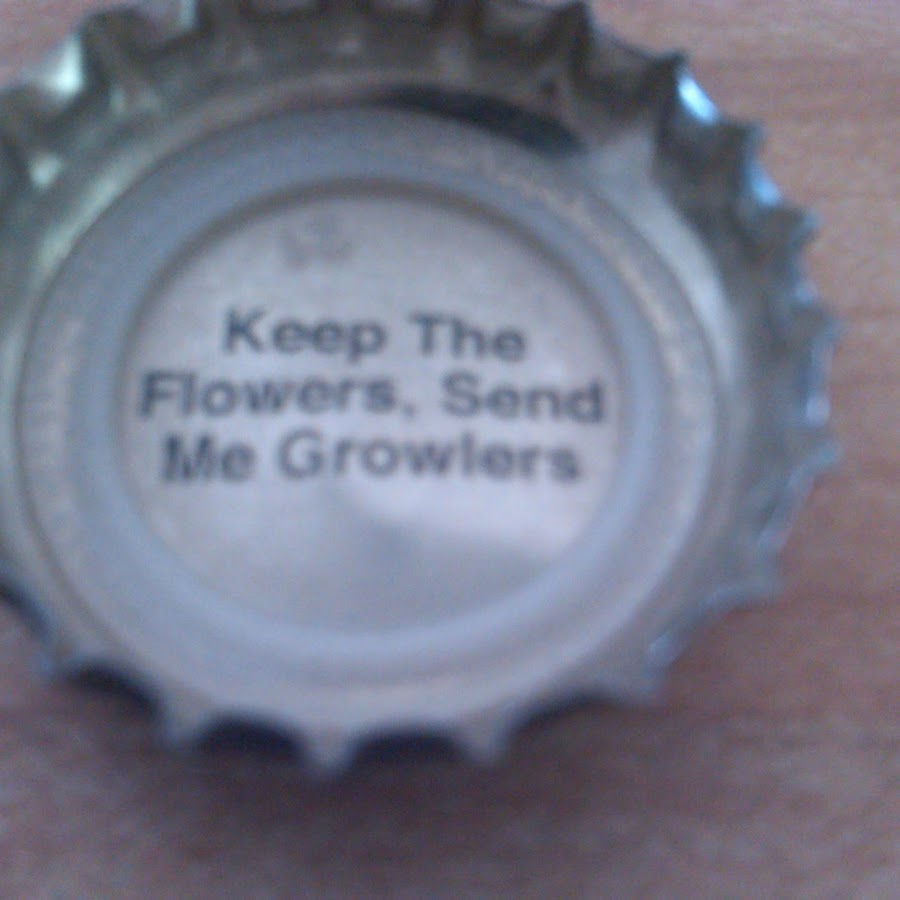 Keep The
Flowers, Send
Me Growlers